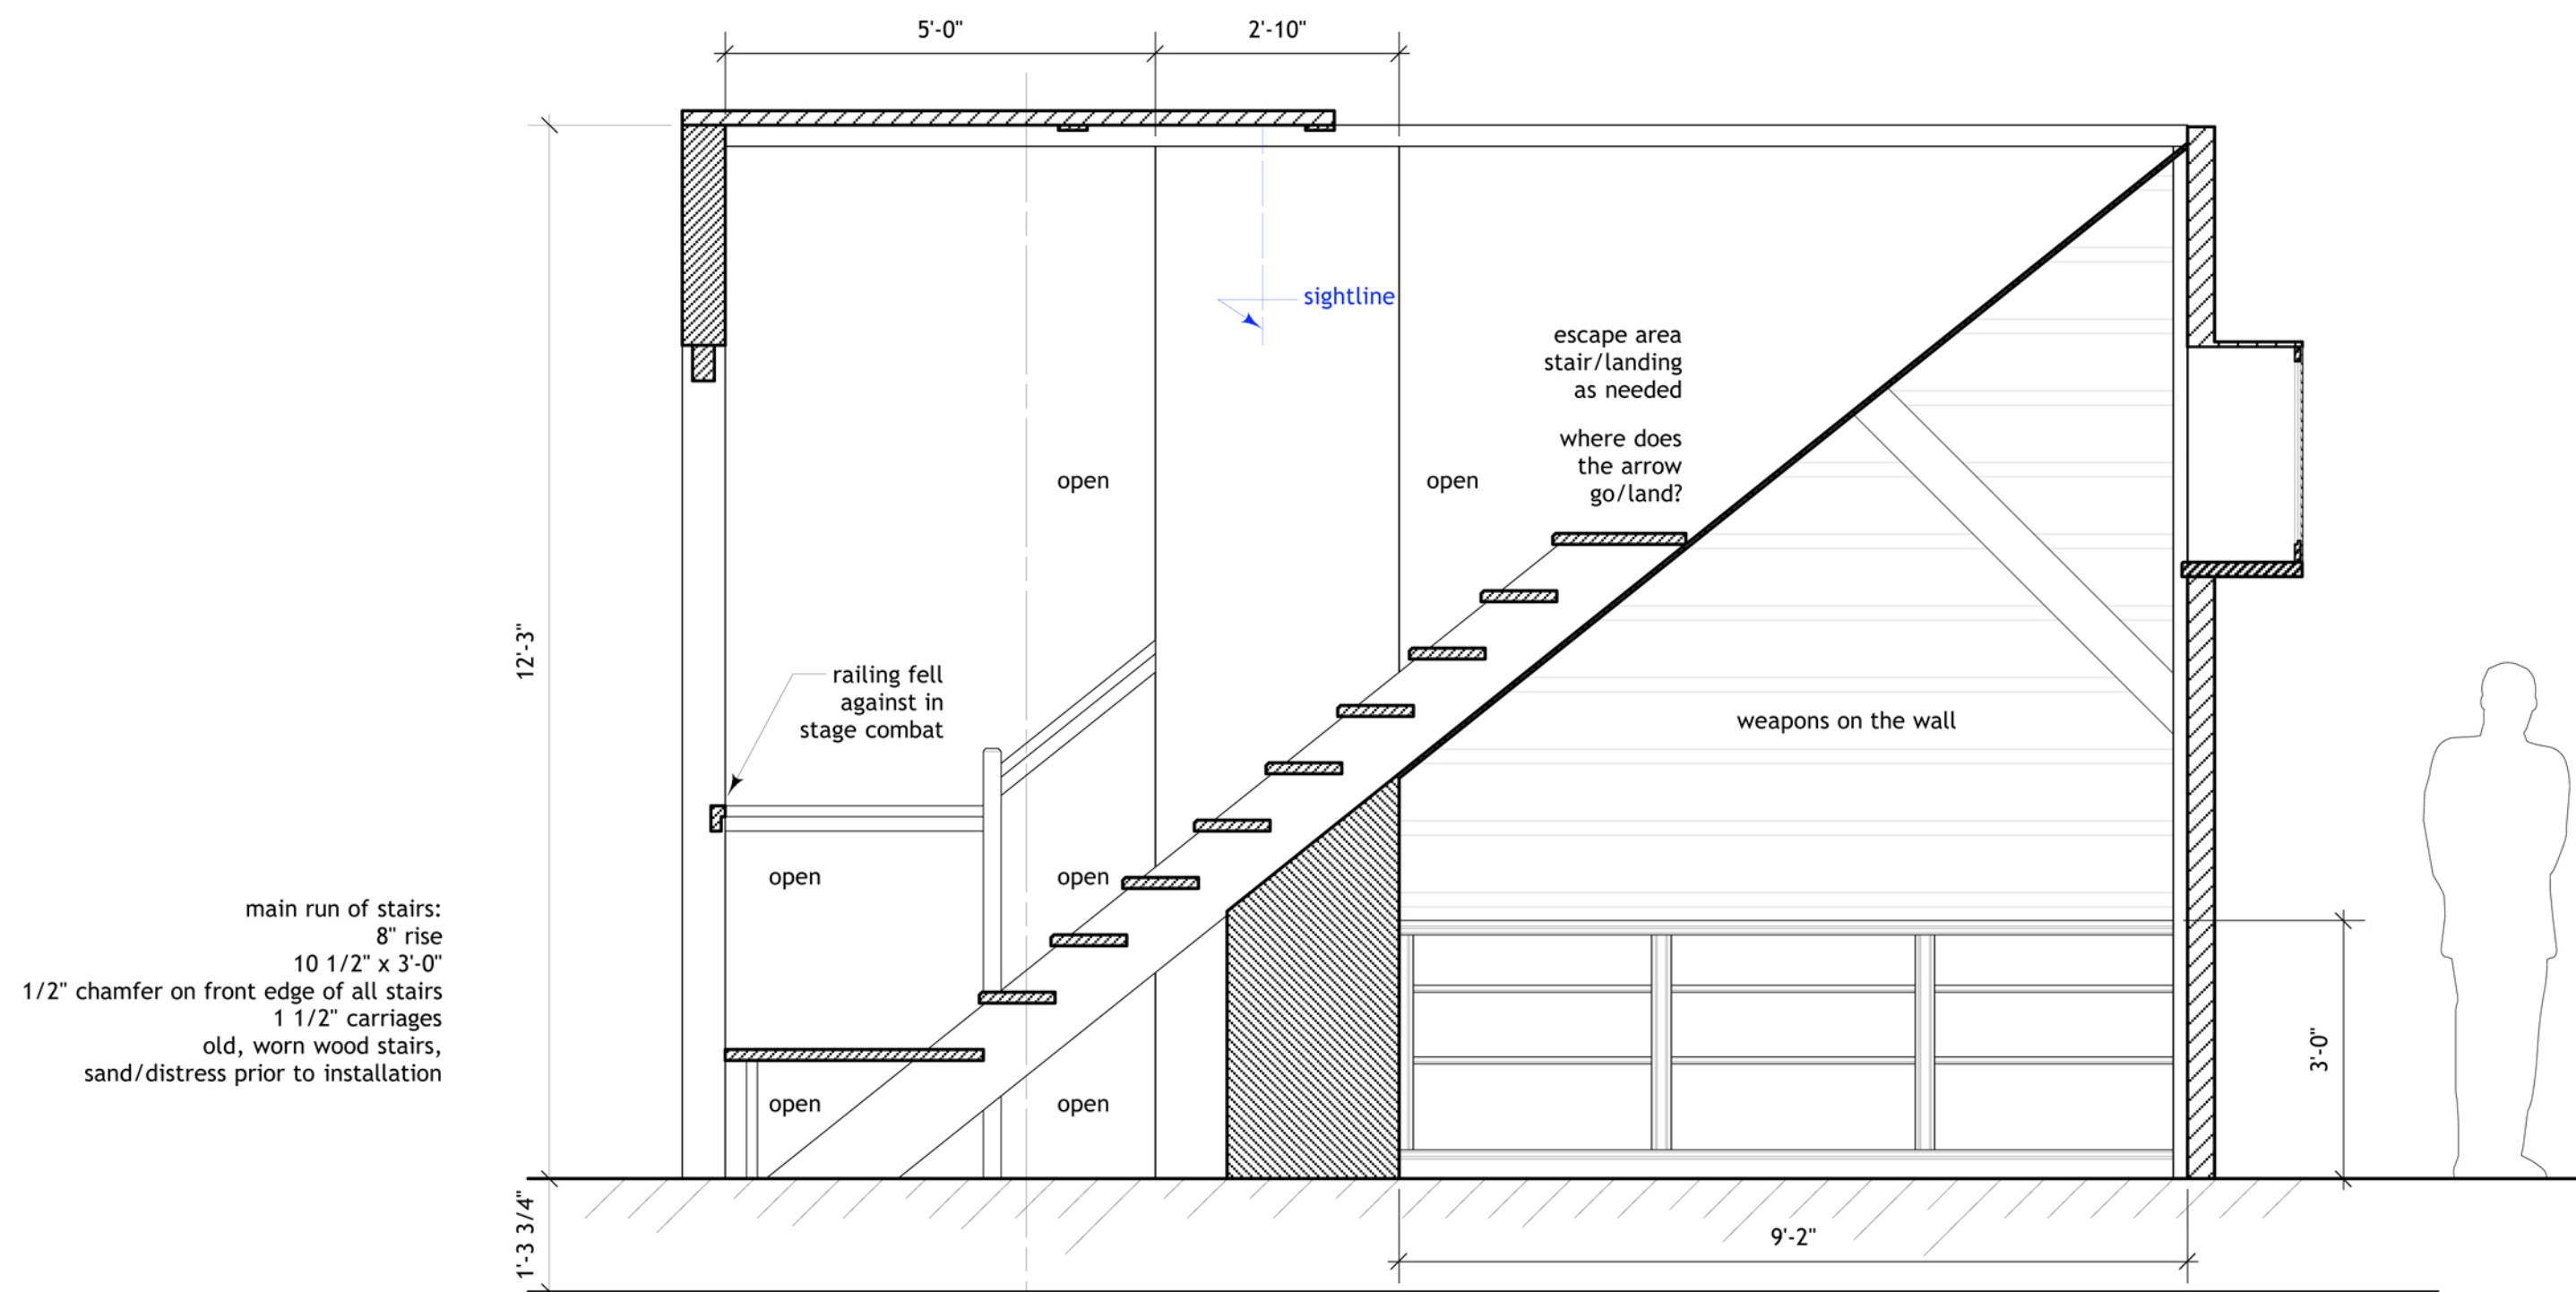 5'-0"
2'-10"
sightline
escape area
stair/landing
as needed
where does
the arrow
go/land?
open
open
12'-3"
railing fell
against in
stage combat
weapons on the wall
open
open
main run of stairs:
8" rise
10 1/2" x 3'-0"
1/2" chamfer on front edge of all stairs
1 1/2" carriages
old, worn wood stairs,
sand/distress prior to installation
open
open
3'-0"
1'-3 3/4"
9'-2"